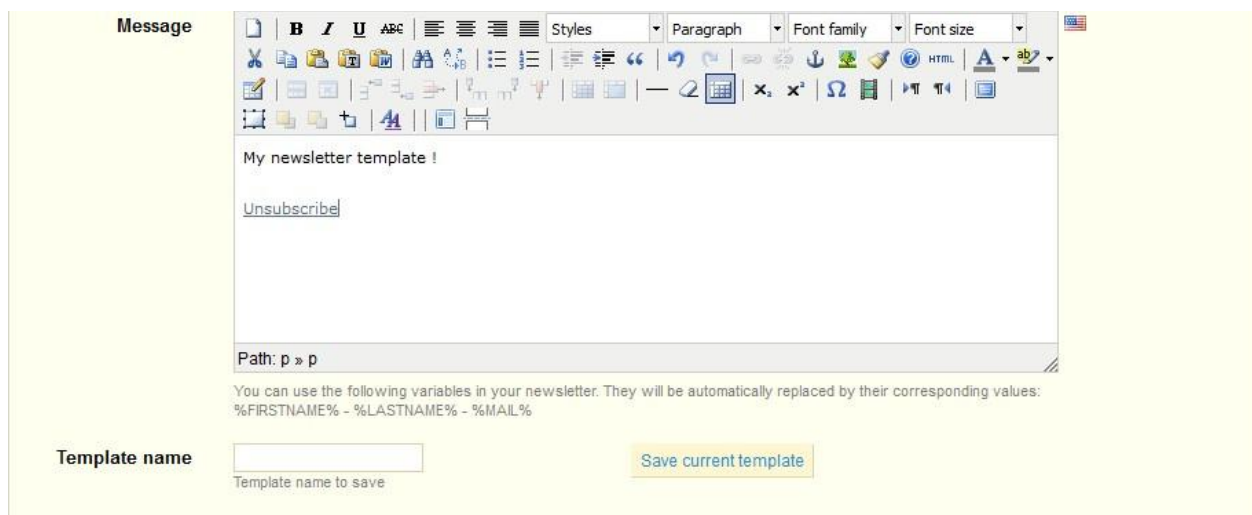 Message
B I U ABC Styles Paragraph Font family Font size
HTML A ab
Ω ¶ ¶
My newsletter template !
Unsubscribe
Path: p » p
You can use the following variables in your newsletter. They will be automatically replaced by their corresponding values:
%FIRSTNAME% - %LASTNAME% - %MAIL%
Template name
Save current template
Template name to save